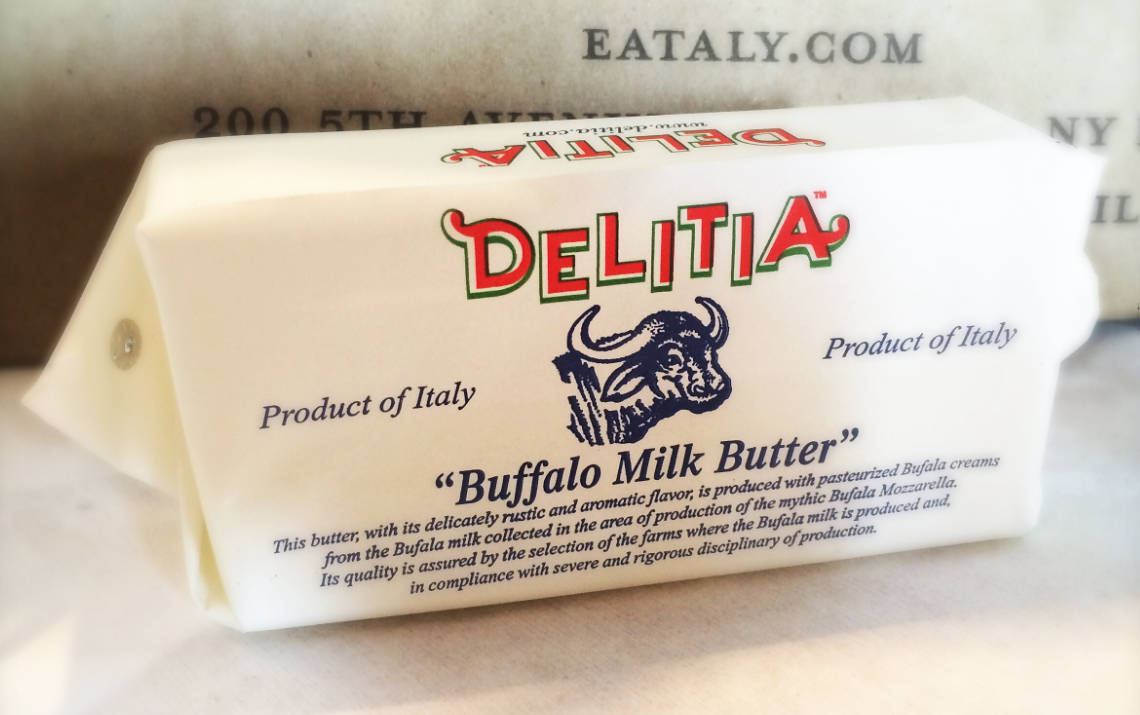 EATALY.COM
200 5TH
NY
www.delitia.com
DELITIA
DELITIA™
Product of Italy
Product of Italy
“Buffalo Milk Butter”
This butter, with its delicately rustic and aromatic flavor, is produced with pasteurized Bufala creams
from the Bufala milk collected in the area of production of the mythic Bufala Mozzarella.
Its quality is assured by the selection of the farms where the Bufala milk is produced and,
in compliance with severe and rigorous disciplinary of production.